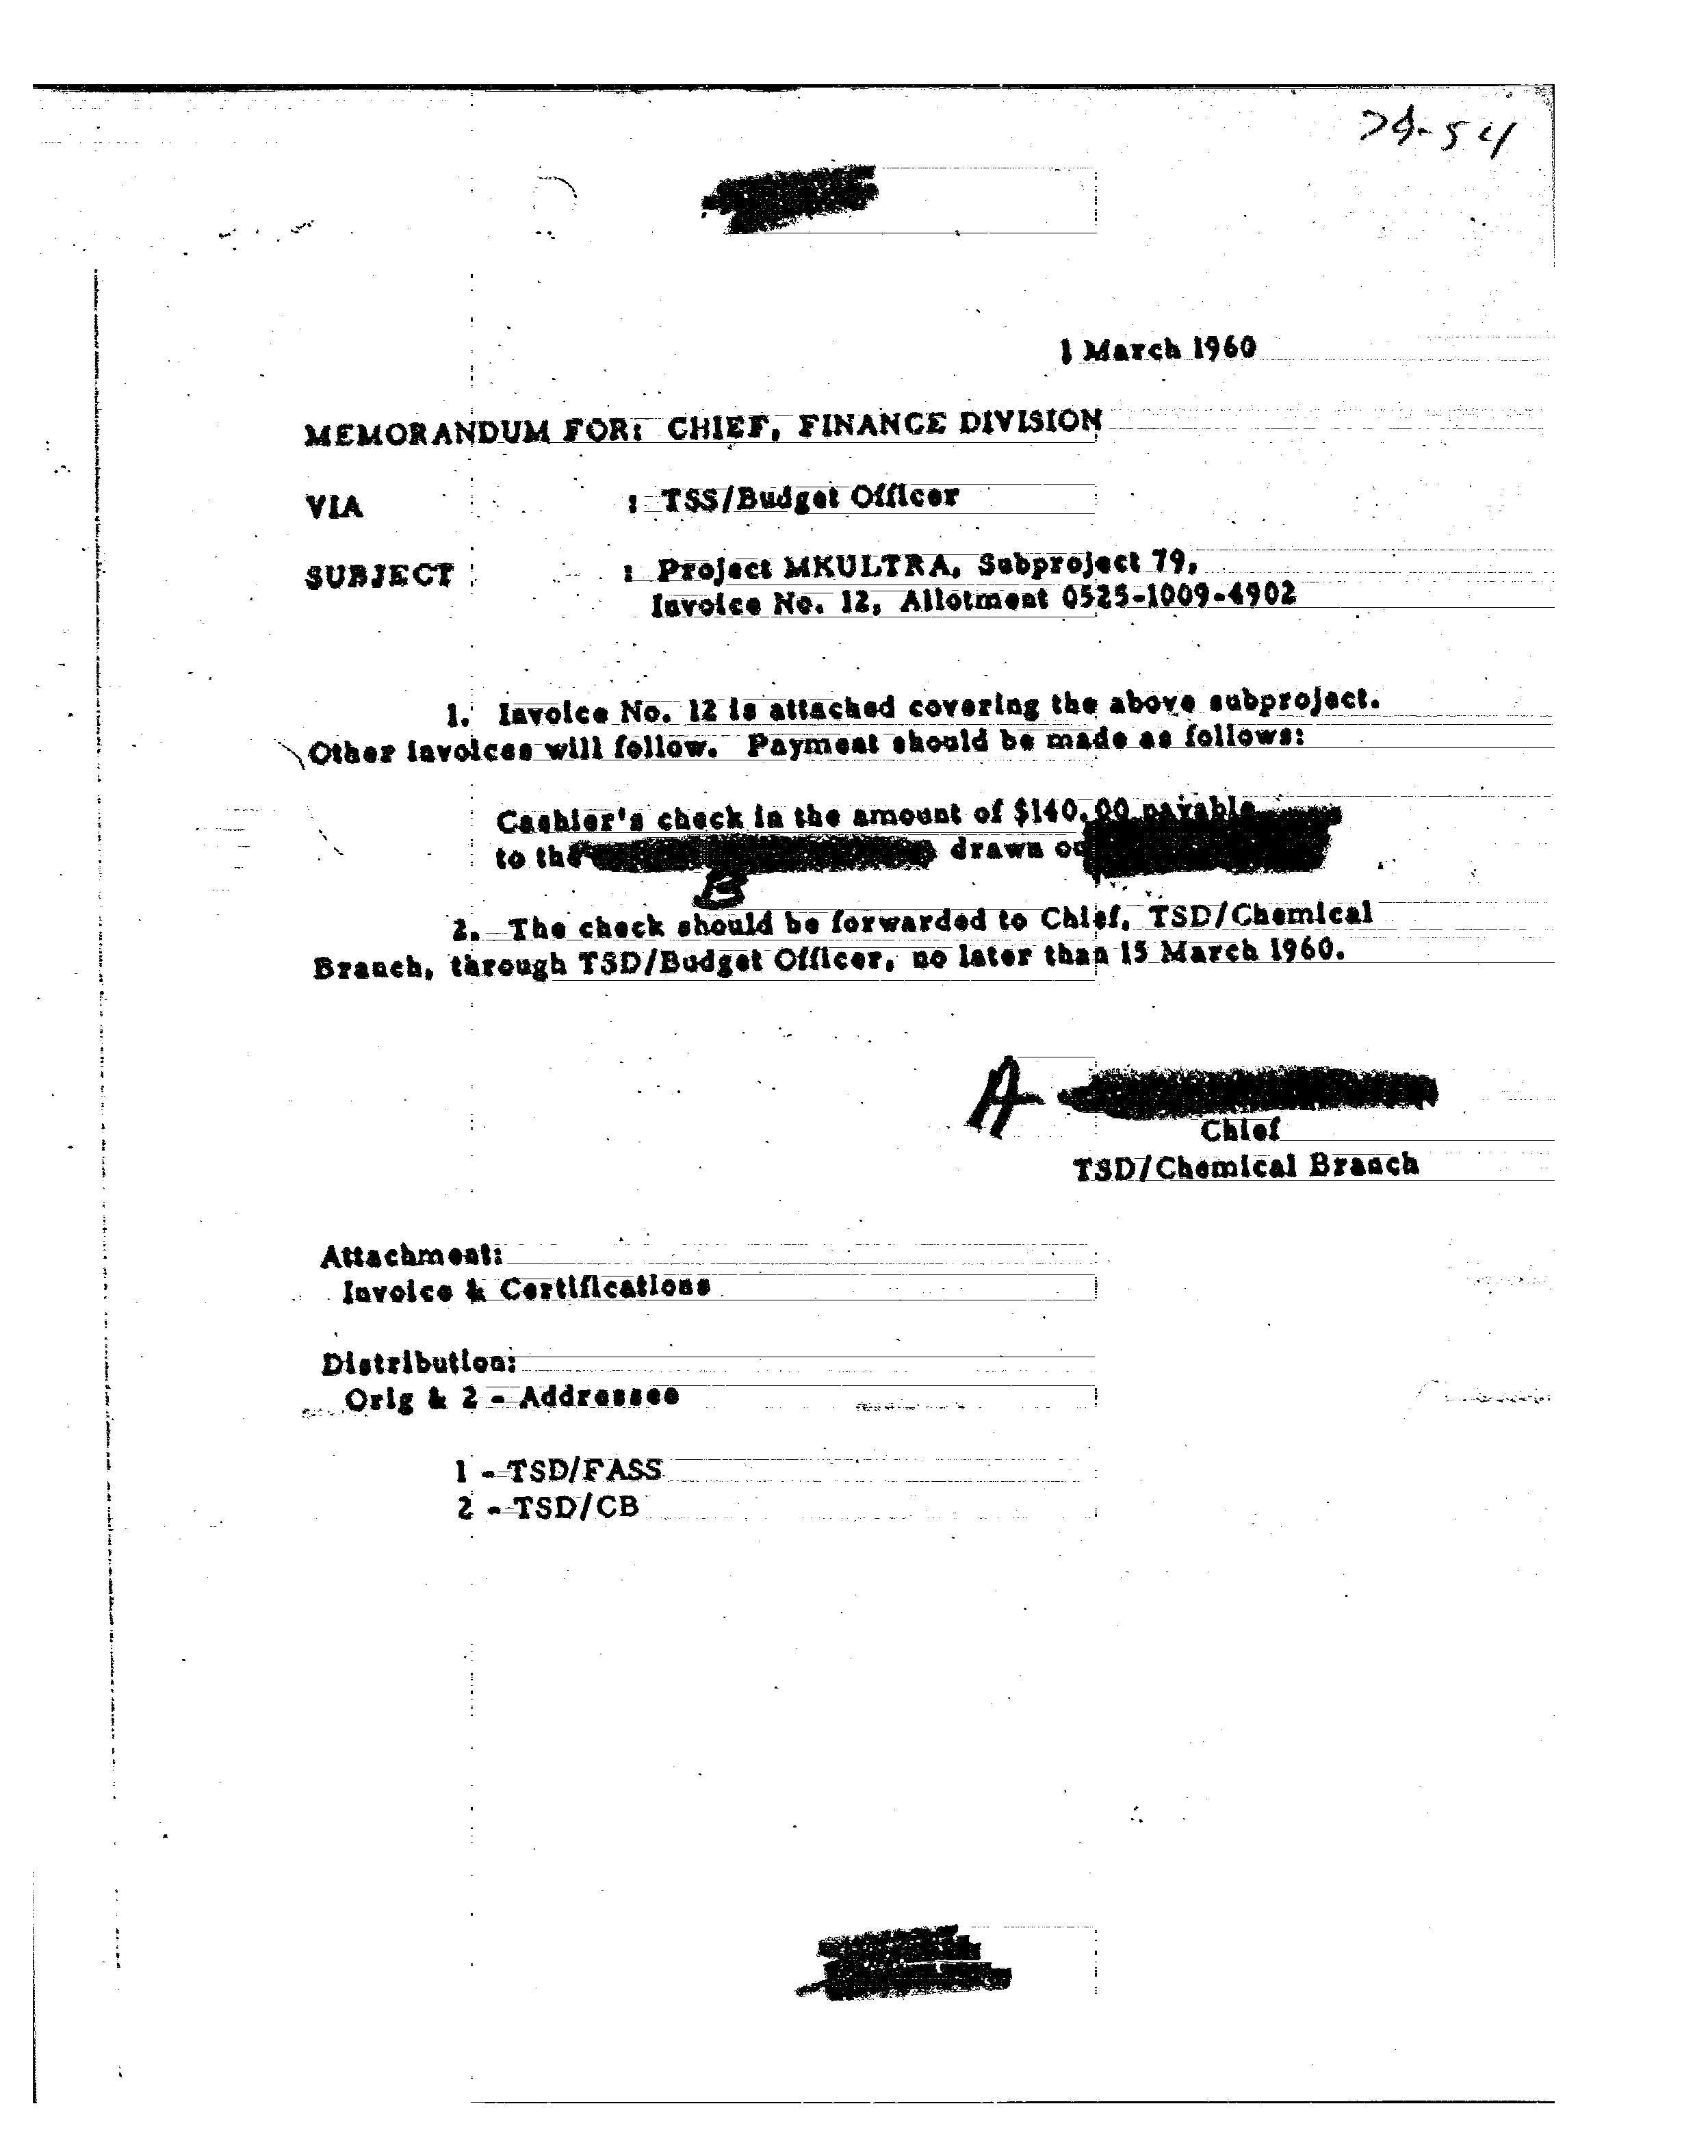 79-54
1 March 1960
MEMORANDUM FOR: CHIEF, FINANCE DIVISION
VIA : TSS/Budget Officer
SUBJECT : Project MKULTRA, Subproject 79,
Invoice No. 12, Allotment 0525-1009-4902
1. Invoice No. 12 is attached covering the above subproject.
Other invoices will follow. Payment should be made as follows:
Cashier's check in the amount of $140.00 payable
to the drawn on
B
2. The check should be forwarded to Chief, TSD/Chemical
Branch, through TSD/Budget Officer, no later than 15 March 1960.
A
Chief
TSD/Chemical Branch
Attachment:
Invoice & Certifications
Distribution:
Orig & 2 - Addressee
1 - TSD/FASS
2 - TSD/CB